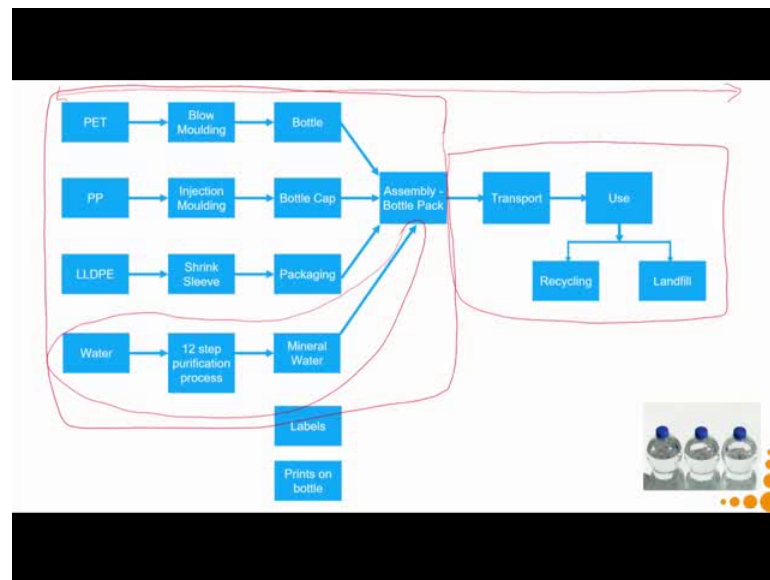 PET
Blow
Moulding
Bottle
PP
Injection
Moulding
Bottle Cap
Assembly -
Bottle Pack
Transport
Use
LLDPE
Shrink
Sleeve
Packaging
Recycling
Landfill
Water
12 step
purification
process
Mineral
Water
Labels
Prints on
bottle